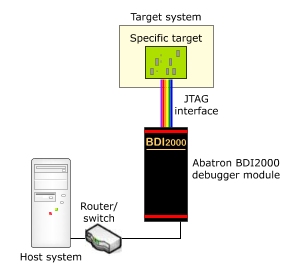 Target system
Specific target
JTAG
interface
BDI2000
Abatron BDI2000
debugger module
Router/
switch
Host system